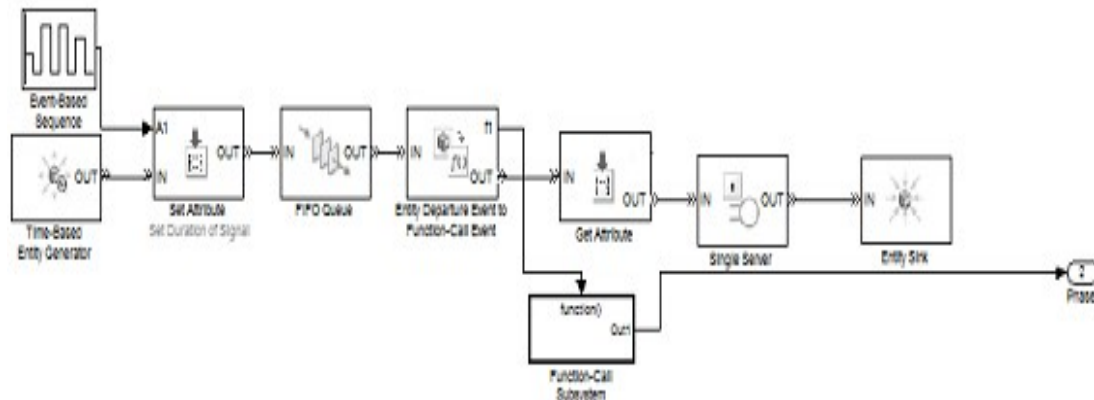 Event-Based
Sequence
OUT
Time-Based
Entity Generator
A1
IN
OUT
Set Attribute
Set Duration of Signal
IN
OUT
FIFO Queue
IN
f1
f()
OUT
Entity Departure Event to
Function-Call Event
IN
OUT
Get Attribute
IN
OUT
Single Server
IN
Entity Sink
function()
Out1
Function-Call
Subsystem
2
Phase